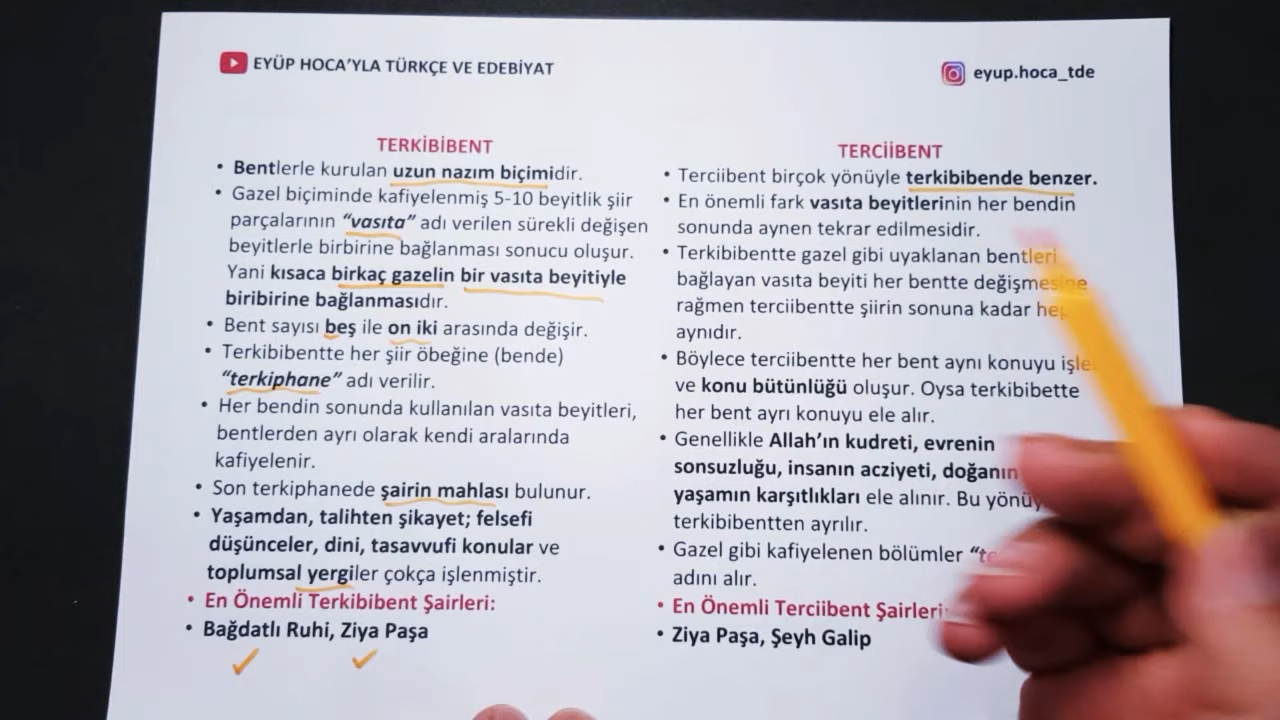 EYÜP HOCA'YLA TÜRKÇE VE EDEBİYAT
eyup.hoca_tde
TERKİBİBENT
• Bentlerle kurulan uzun nazım biçimidir.
• Gazel biçiminde kafiyelenmiş 5-10 beyitlik şiir
parçalarının “vasıta” adı verilen sürekli değişen
beyitlerle birbirine bağlanması sonucu oluşur.
Yani kısaca birkaç gazelin bir vasıta beyitiyle
biribirine bağlanmasıdır.
• Bent sayısı beş ile on iki arasında değişir.
• Terkibibentte her şiir öbeğine (bende)
“terkiphane” adı verilir.
• Her bendin sonunda kullanılan vasıta beyitleri,
bentlerden ayrı olarak kendi aralarında
kafiyelenir.
• Son terkiphanede şairin mahlası bulunur.
• Yaşamdan, talihten şikayet; felsefi
düşünceler, dini, tasavvufi konular ve
toplumsal yergiler çokça işlenmiştir.
• En Önemli Terkibibent Şairleri:
• Bağdatlı Ruhi, Ziya Paşa
TERCİİBENT
• Terciibent birçok yönüyle terkibibende benzer.
• En önemli fark vasıta beyitlerinin her bendin
sonunda aynen tekrar edilmesidir.
• Terkibibentte gazel gibi uyaklanan bentleri
bağlayan vasıta beyiti her bentte değişmesine
rağmen terciibentte şiirin sonuna kadar
aynıdır.
• Böylece terciibentte her bent aynı konuyu
ve konu bütünlüğü oluşur. Oysa terkibibette
her bent ayrı konuyu ele alır.
• Genellikle Allah'ın kudreti, evrenin
sonsuzluğu, insanın acziyeti, doğanın
yaşamın karşıtlıkları ele alınır. Bu
terkibibentten ayrılır.
• Gazel gibi kafiyelenen bölümler
adını alır.
• En Önemli Terciibent Şairleri:
• Ziya Paşa, Şeyh Galip